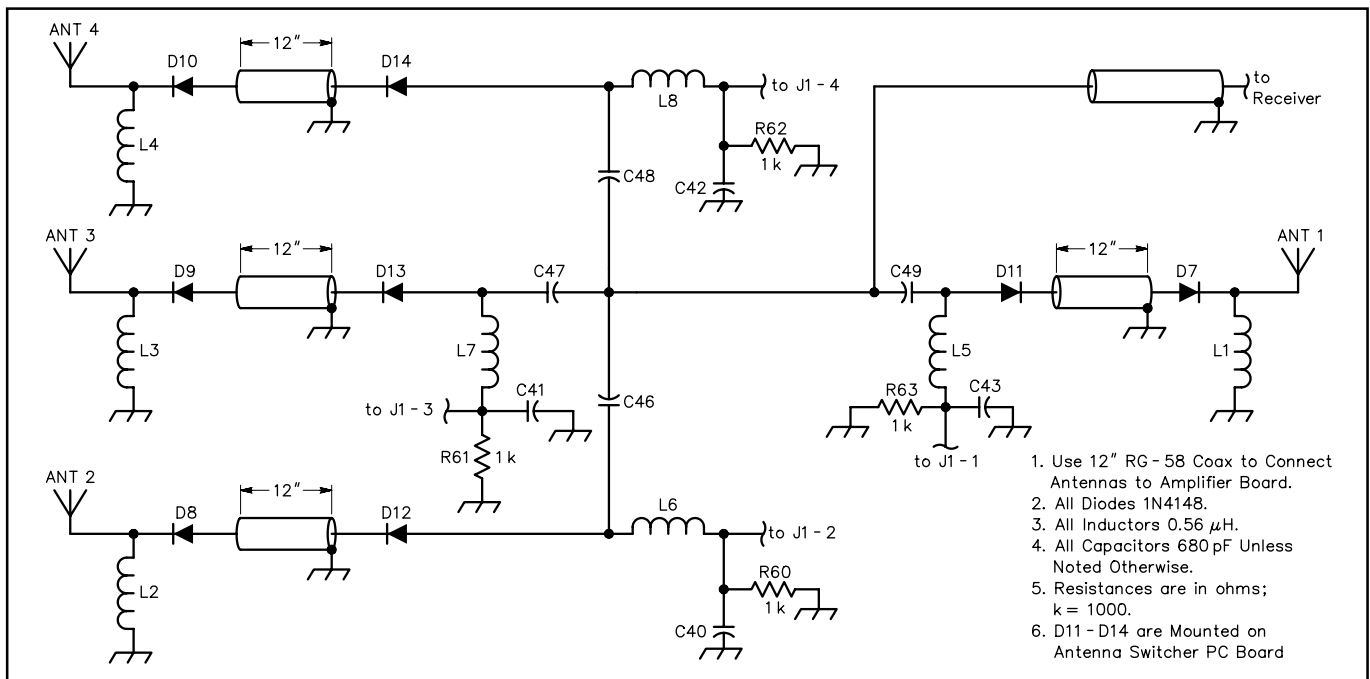 ANT 4
D10
12"
D14
L8
to J1-4
to
Receiver
L4
R62
1 k
C48
C42
ANT 3
D9
12"
D13
C47
C49
D11
12"
D7
ANT 1
L3
L7
L5
L1
to J1-3
C41
C46
R63
1 k
C43
R61
1 k
to J1-1
ANT 2
D8
12"
D12
L6
to J1-2
L2
R60
1 k
C40
1. Use 12" RG-58 Coax to Connect
Antennas to Amplifier Board.
2. All Diodes 1N4148.
3. All Inductors 0.56 μH.
4. All Capacitors 680 pF Unless
Noted Otherwise.
5. Resistances are in ohms;
k = 1000.
6. D11-D14 are Mounted on
Antenna Switcher PC Board